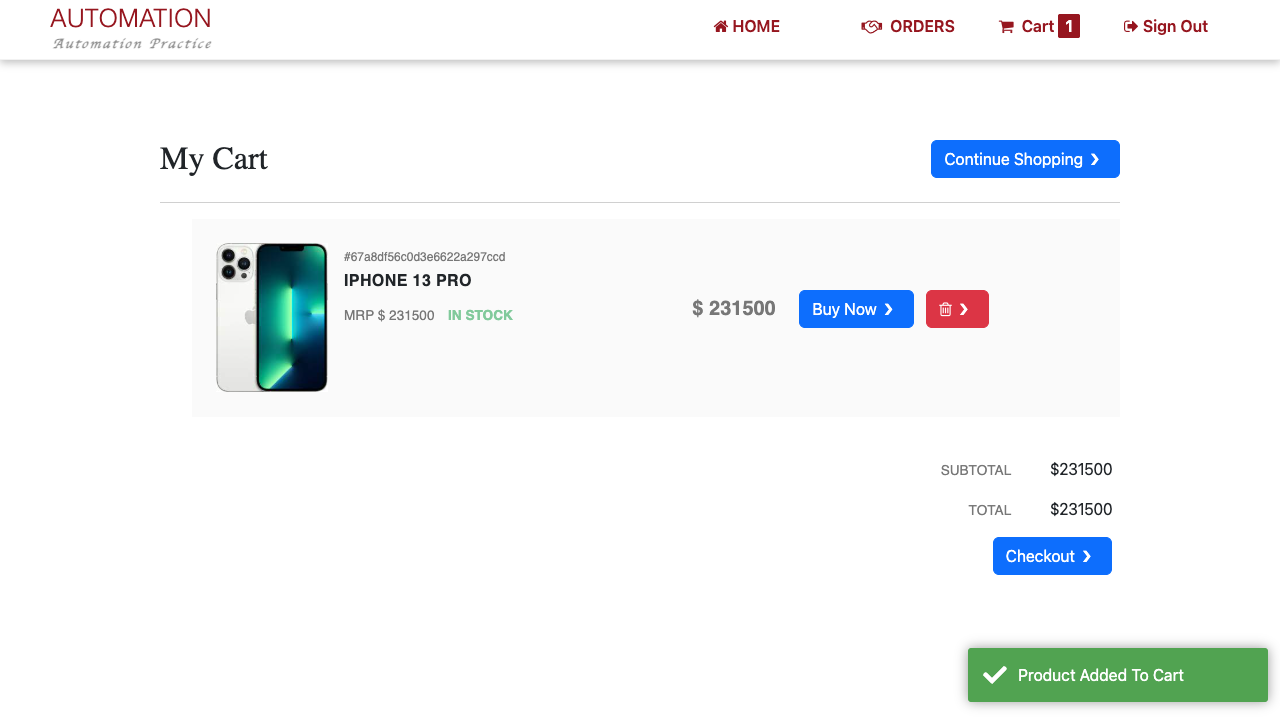 AUTOMATION
Automation Practice
HOME
ORDERS
Cart 1
Sign Out
My Cart
Continue Shopping ❯
#67a8df56c0d3e6622a297ccd
IPHONE 13 PRO
MRP $ 231500 IN STOCK
$ 231500
Buy Now ❯
❯
SUBTOTAL $231500
TOTAL $231500
Checkout ❯
Product Added To Cart